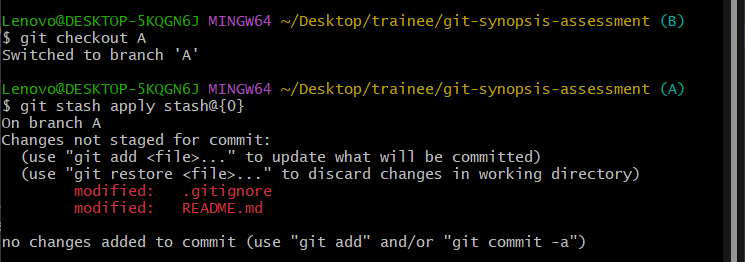 Lenovo@DESKTOP-5KQGN6J MINGW64 ~/Desktop/trainee/git-synopsis-assessment (B)
$ git checkout A
Switched to branch 'A'
Lenovo@DESKTOP-5KQGN6J MINGW64 ~/Desktop/trainee/git-synopsis-assessment (A)
$ git stash apply stash@{0}
On branch A
Changes not staged for commit:
  (use "git add <file>..." to update what will be committed)
  (use "git restore <file>..." to discard changes in working directory)
        modified:   .gitignore
        modified:   README.md
no changes added to commit (use "git add" and/or "git commit -a")